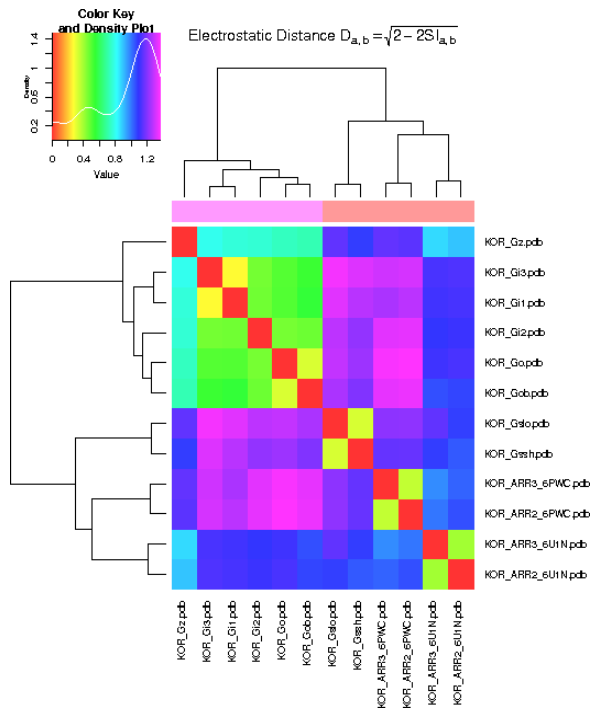 Color Key
and Density Plot
Electrostatic Distance D a, b = √2 − 2SI a, b
Density
0.2 0.6 1 1.4
0 0.4 0.8 1.2
Value
KOR_Gz.pdb
KOR_Gi3.pdb
KOR_Gi1.pdb
KOR_Gi2.pdb
KOR_Go.pdb
KOR_Gob.pdb
KOR_Gslo.pdb
KOR_Gssh.pdb
KOR_ARR3_6PWC.pdb
KOR_ARR2_6PWC.pdb
KOR_ARR3_6U1N.pdb
KOR_ARR2_6U1N.pdb
KOR_Gz.pdb
KOR_Gi3.pdb
KOR_Gi1.pdb
KOR_Gi2.pdb
KOR_Go.pdb
KOR_Gob.pdb
KOR_Gslo.pdb
KOR_Gssh.pdb
KOR_ARR3_6PWC.pdb
KOR_ARR2_6PWC.pdb
KOR_ARR3_6U1N.pdb
KOR_ARR2_6U1N.pdb